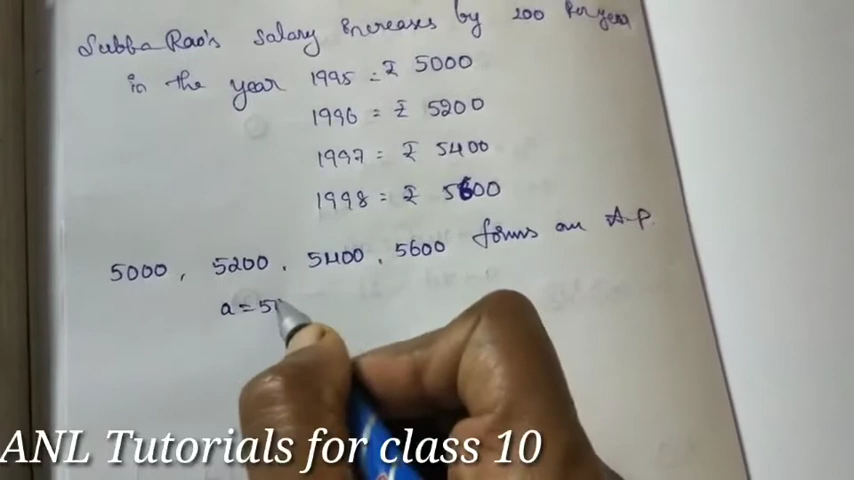 Subba Rao's salary increases by 200 per year
in the year 1995 = ₹ 5000
1996 = ₹ 5200
1997 = ₹ 5400
1998 = ₹ 5600
5000, 5200, 5400, 5600 forms an A.P.
a = 5
ANL Tutorials for class 10